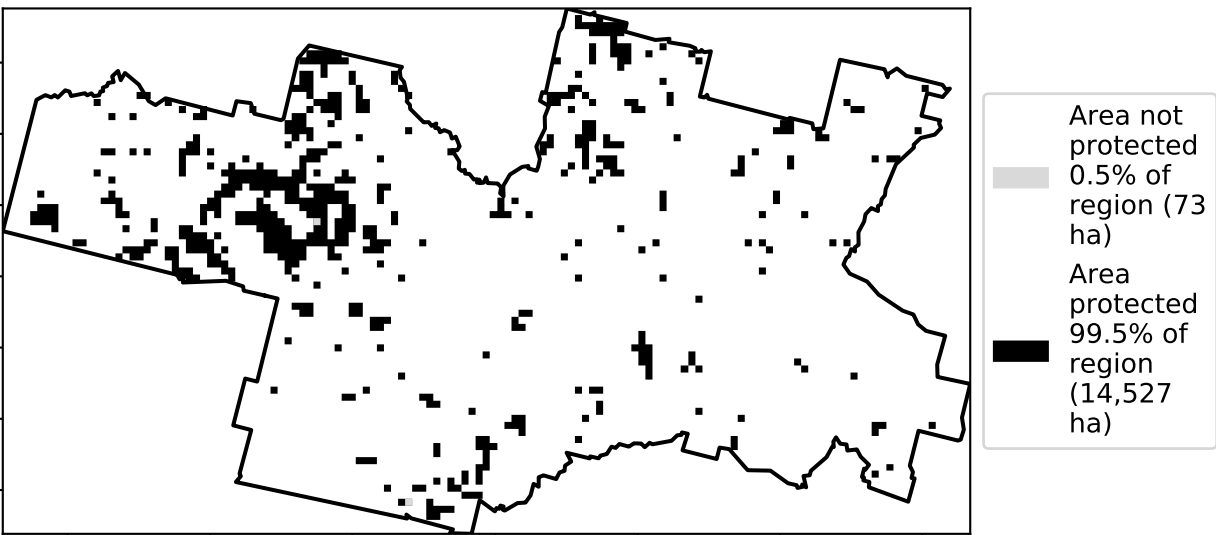 Area not
protected
0.5% of
region (73
ha)
Area
protected
99.5% of
region
(14,527
ha)